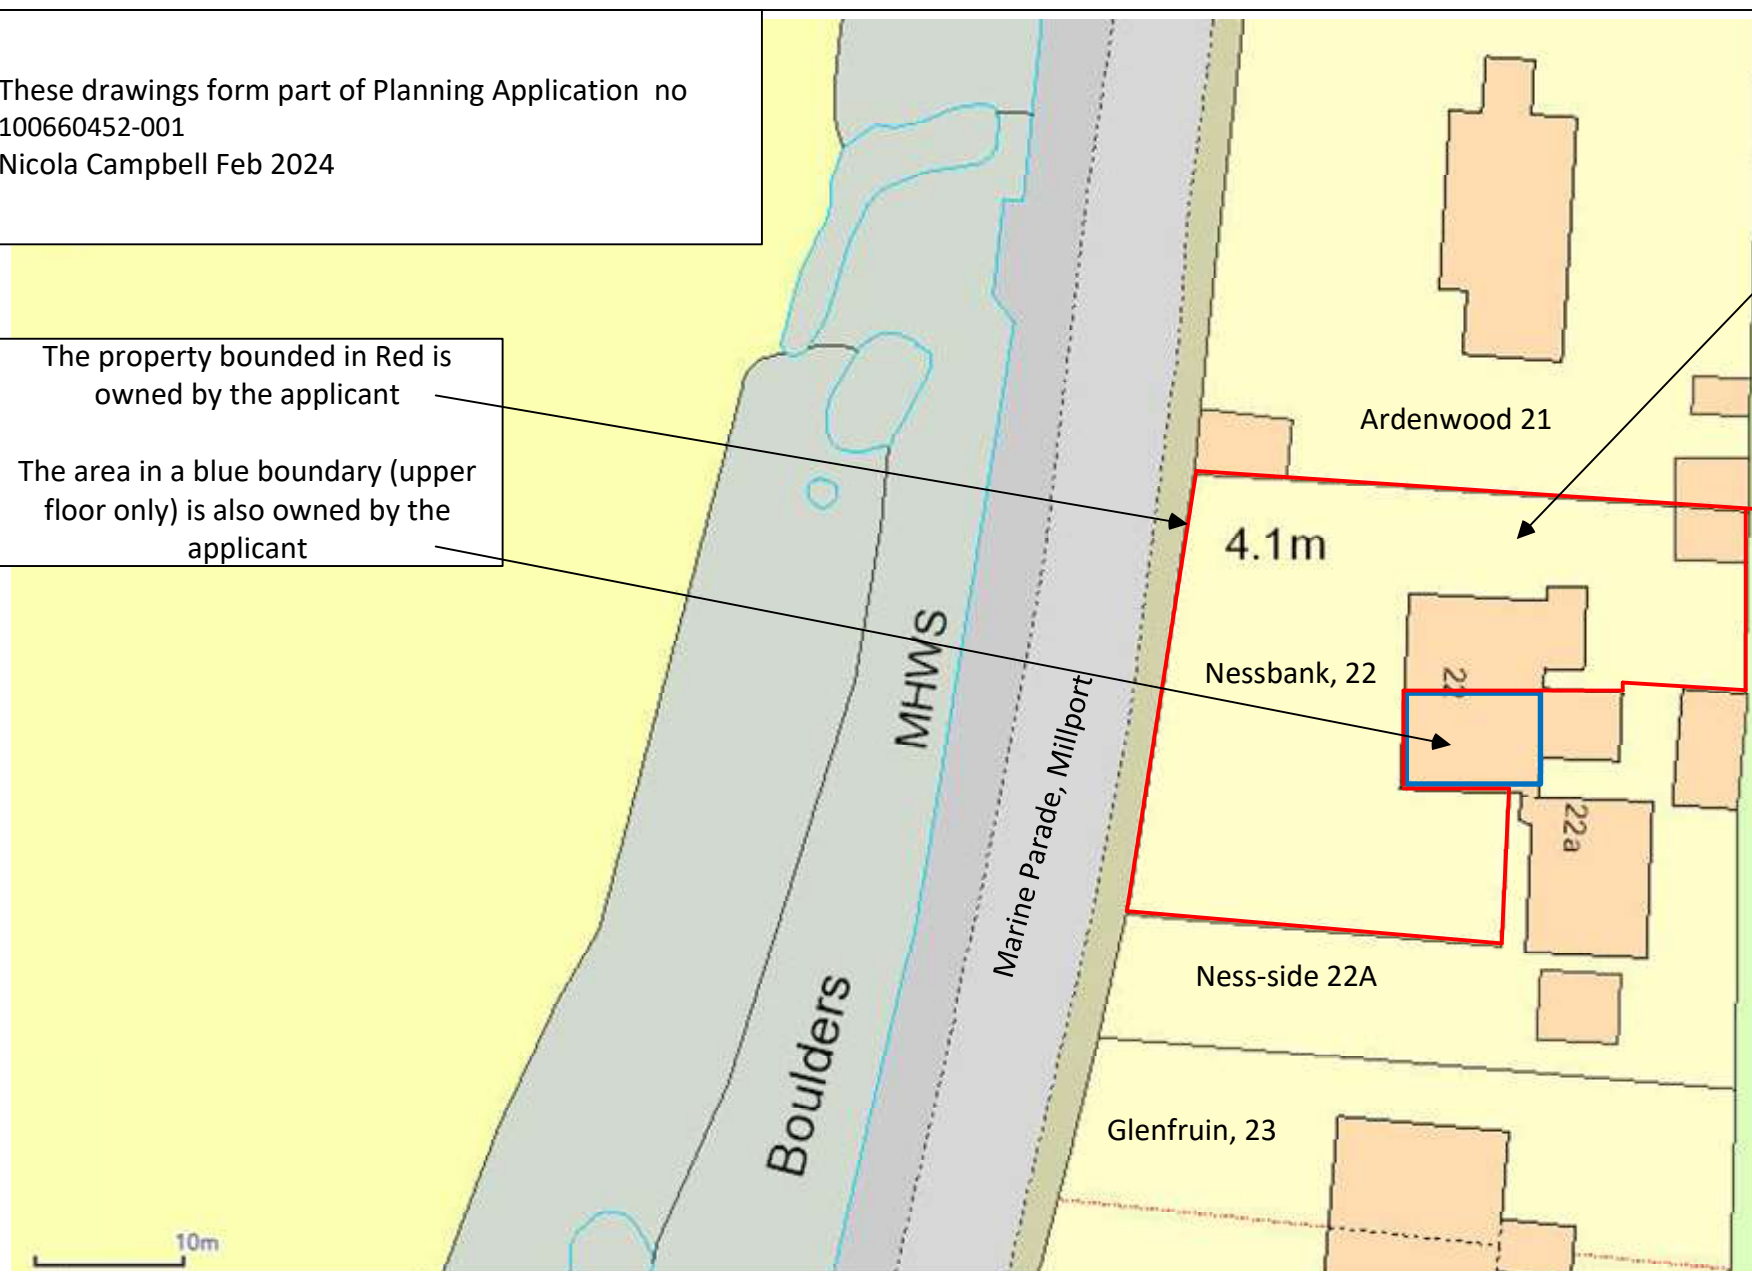 These drawings form part of Planning Application no
100660452-001
Nicola Campbell Feb 2024
The property bounded in Red is
owned by the applicant
The area in a blue boundary (upper
floor only) is also owned by the
applicant
Ardenwood 21
4.1m
Nessbank, 22
22
22a
MHWS
Marine Parade, Millport
Ness-side 22A
Boulders
Glenfruin, 23
10m